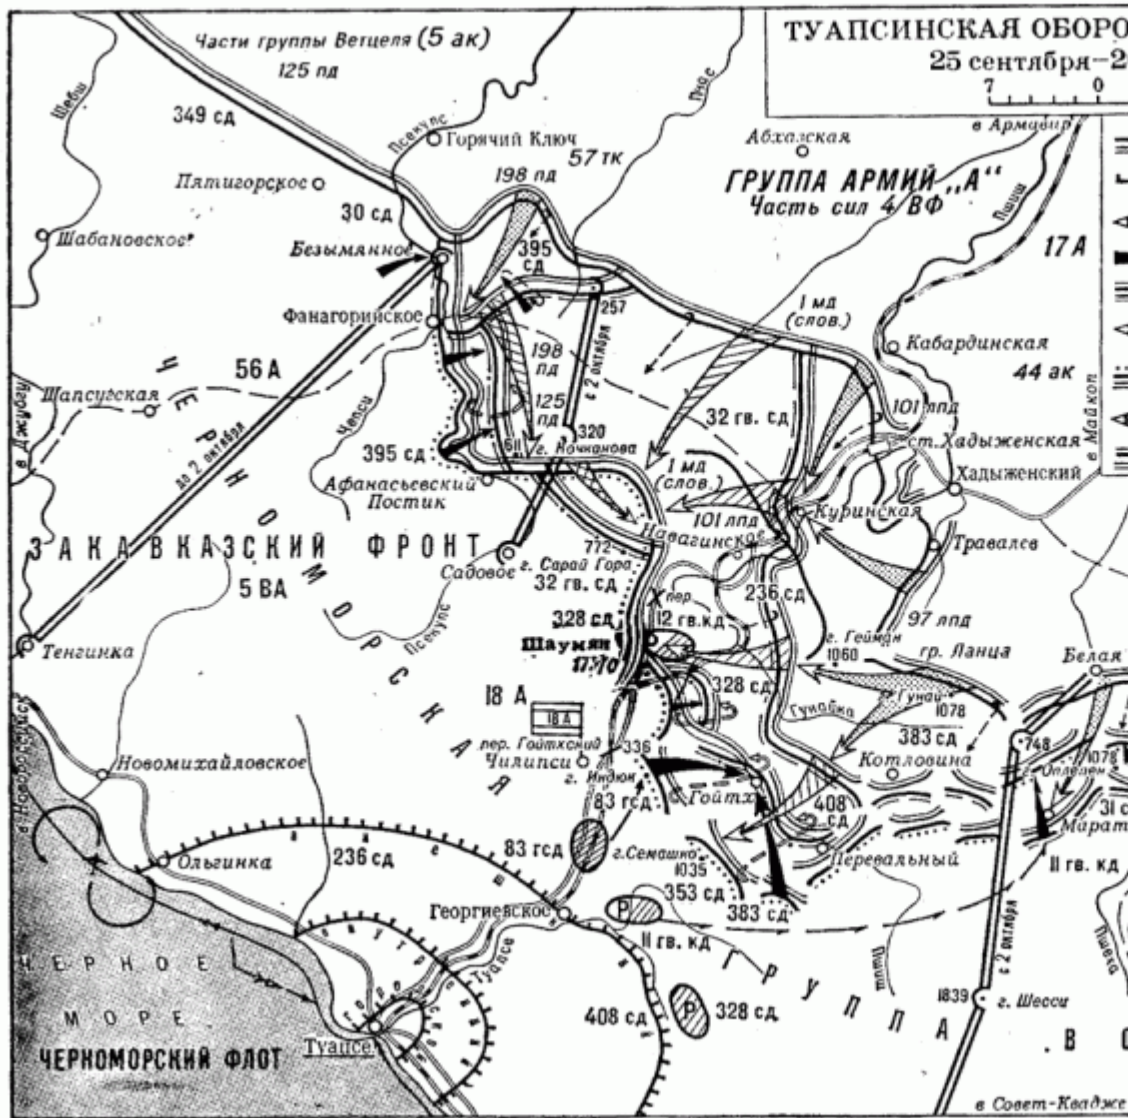 ТУАПСИНСКАЯ ОБОРО
25 сентября–2
7 0
Части группы Ветцеля (5 ак)
125 пд
Шебш
349 сд
Псекупс
Горячий Ключ
Пнас
в Армавир
Абхазская
57 тк
Пятигорское
198 пд
ГРУППА АРМИЙ „А“
Часть сил 4 ВФ
Пшиш
30 сд
Шабановское
Безымянное
395
сд
17 А
257
1 мд
(слов.)
Фанагорийское
Кабардинская
198
пд
56 А
44 ак
Шапсугская
в Джубгу
Чепси
125
пд
с 2 октября
32 гв. сд
101 лпд
в Майкоп
до 2 октября
395 сд
611
320
г. Кочканова
ст. Хадыженская
Афанасьевский
Постик
1 мд
(слов.)
Хадыженский
101 лпд
Куринская
ЗАКАВКАЗСКИЙ ФРОНТ
Навагинское
Травалев
5 ВА
Садовое
772
г. Сарай Гора
32 гв. сд
236 сд
Псекупс
328 сд
пер.
12 гв. кд
97 лпд
Тенгинка
Шаумян
г. Гейман
1060
гр. Ланца
Белая
18 А
18 А
328 сд
Гунайка
Гунай
1078
383 сд
в Новороссийск
пер. Гойтхский
Чилипси
336
748
Новомихайловское
г. Индюк
Котловина
г. Оплепен
83 гсд
Гойтх
408
сд
31 с
Марат
Ольгинка
236 сд
83 гсд
г. Семашхо
1035
Перевальный
11 гв. кд
353 сд
383 сд
Георгиевское
Р
11 гв. кд
Туапсе
с 2 октября
Пшиш
Пшеха
ЧЕРНОЕ
МОРЕ
408 сд
Р
328 сд
1839
г. Шесси
ЧЕРНОМОРСКАЯ
ГРУППА
ВО
Туапсе
ЧЕРНОМОРСКИЙ ФЛОТ
в Совет-Квадже